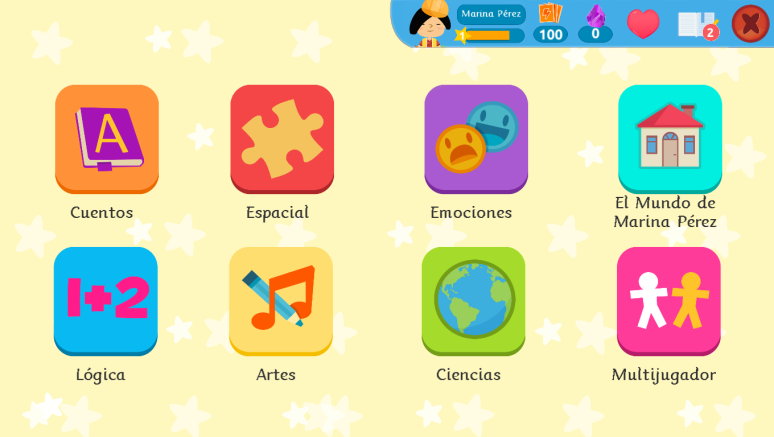 Marina Pérez
1
100
0
2
A
Cuentos
Espacial
Emociones
El Mundo de
Marina Pérez
1+2
Lógica
Artes
Ciencias
Multijugador